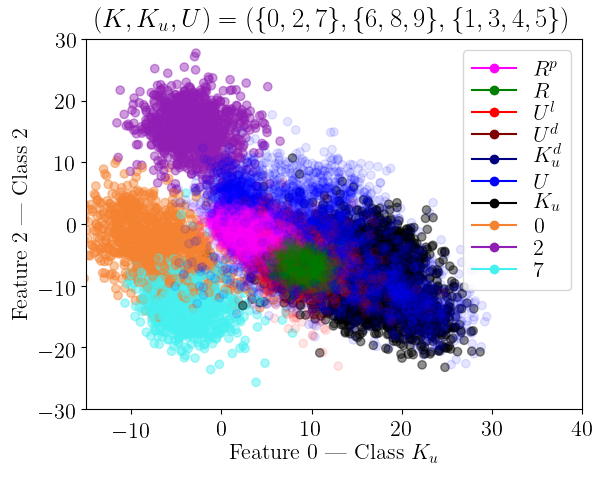 (K, K_u, U) = ({0, 2, 7}, {6, 8, 9}, {1, 3, 4, 5})
30
20
10
0
−10
−20
−30
Feature 2 — Class 2
R^p
R
U^l
U^d
K_u^d
U
K_u
0
2
7
−10
0
10
20
30
40
Feature 0 — Class K_u